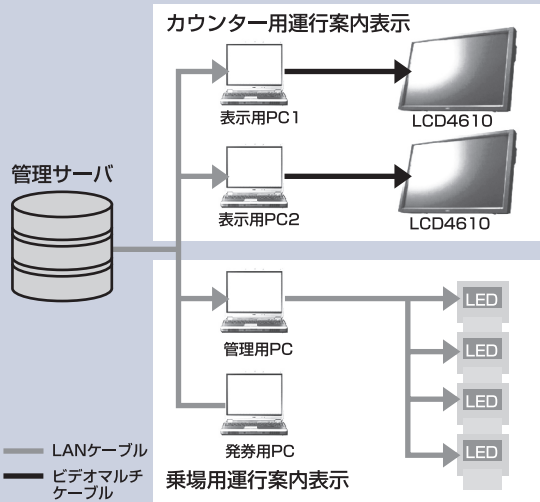 カウンター用運行案内表示
表示用PC1
LCD4610
管理サーバ
表示用PC2
LCD4610
LED
管理用PC
LED
LED
発券用PC
LED
LANケーブル
ビデオマルチ
ケーブル
乗場用運行案内表示